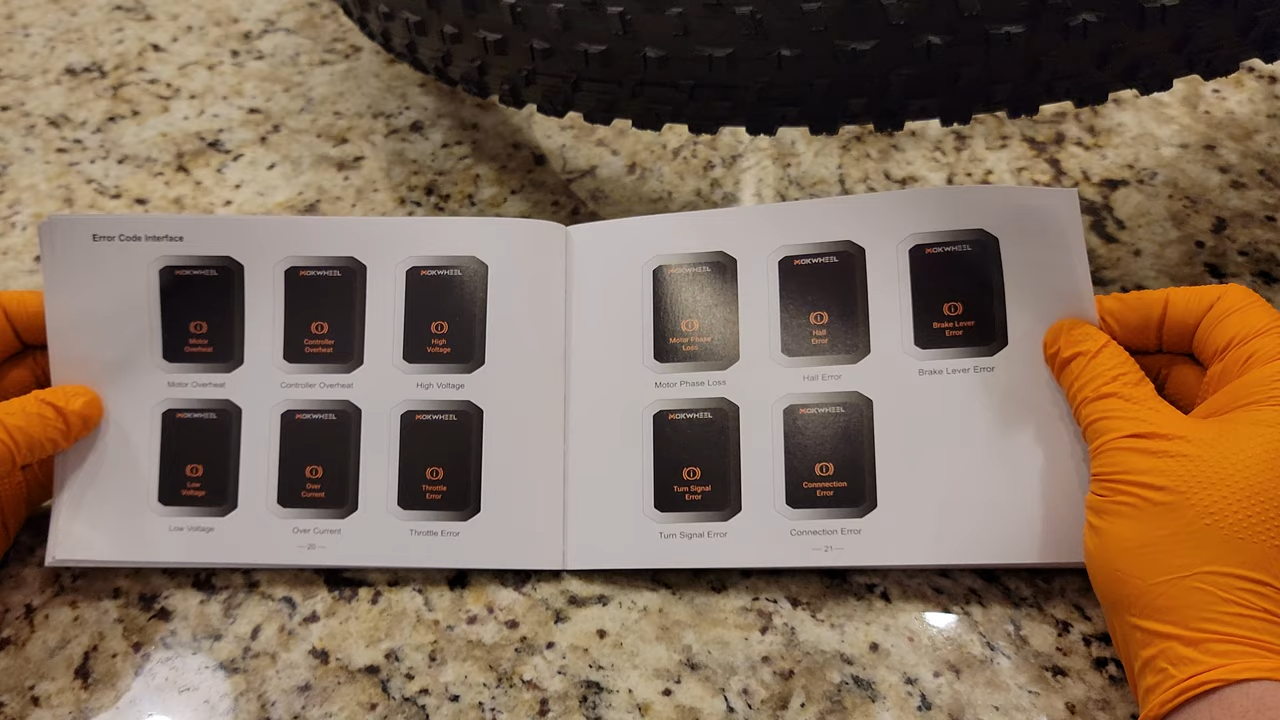 Error Code Interface
MOKWHEEL
Motor
Overheat
Motor Overheat
MOKWHEEL
Controller
Overheat
Controller Overheat
MOKWHEEL
High
Voltage
High Voltage
MOKWHEEL
Low
Voltage
Low Voltage
MOKWHEEL
Over
Current
Over Current
MOKWHEEL
Throttle
Error
Throttle Error
—20—
MOKWHEEL
Motor Phase
Loss
Motor Phase Loss
MOKWHEEL
Hall
Error
Hall Error
MOKWHEEL
Brake Lever
Error
Brake Lever Error
MOKWHEEL
Turn Signal
Error
Turn Signal Error
MOKWHEEL
Connnection
Error
Connection Error
—21—